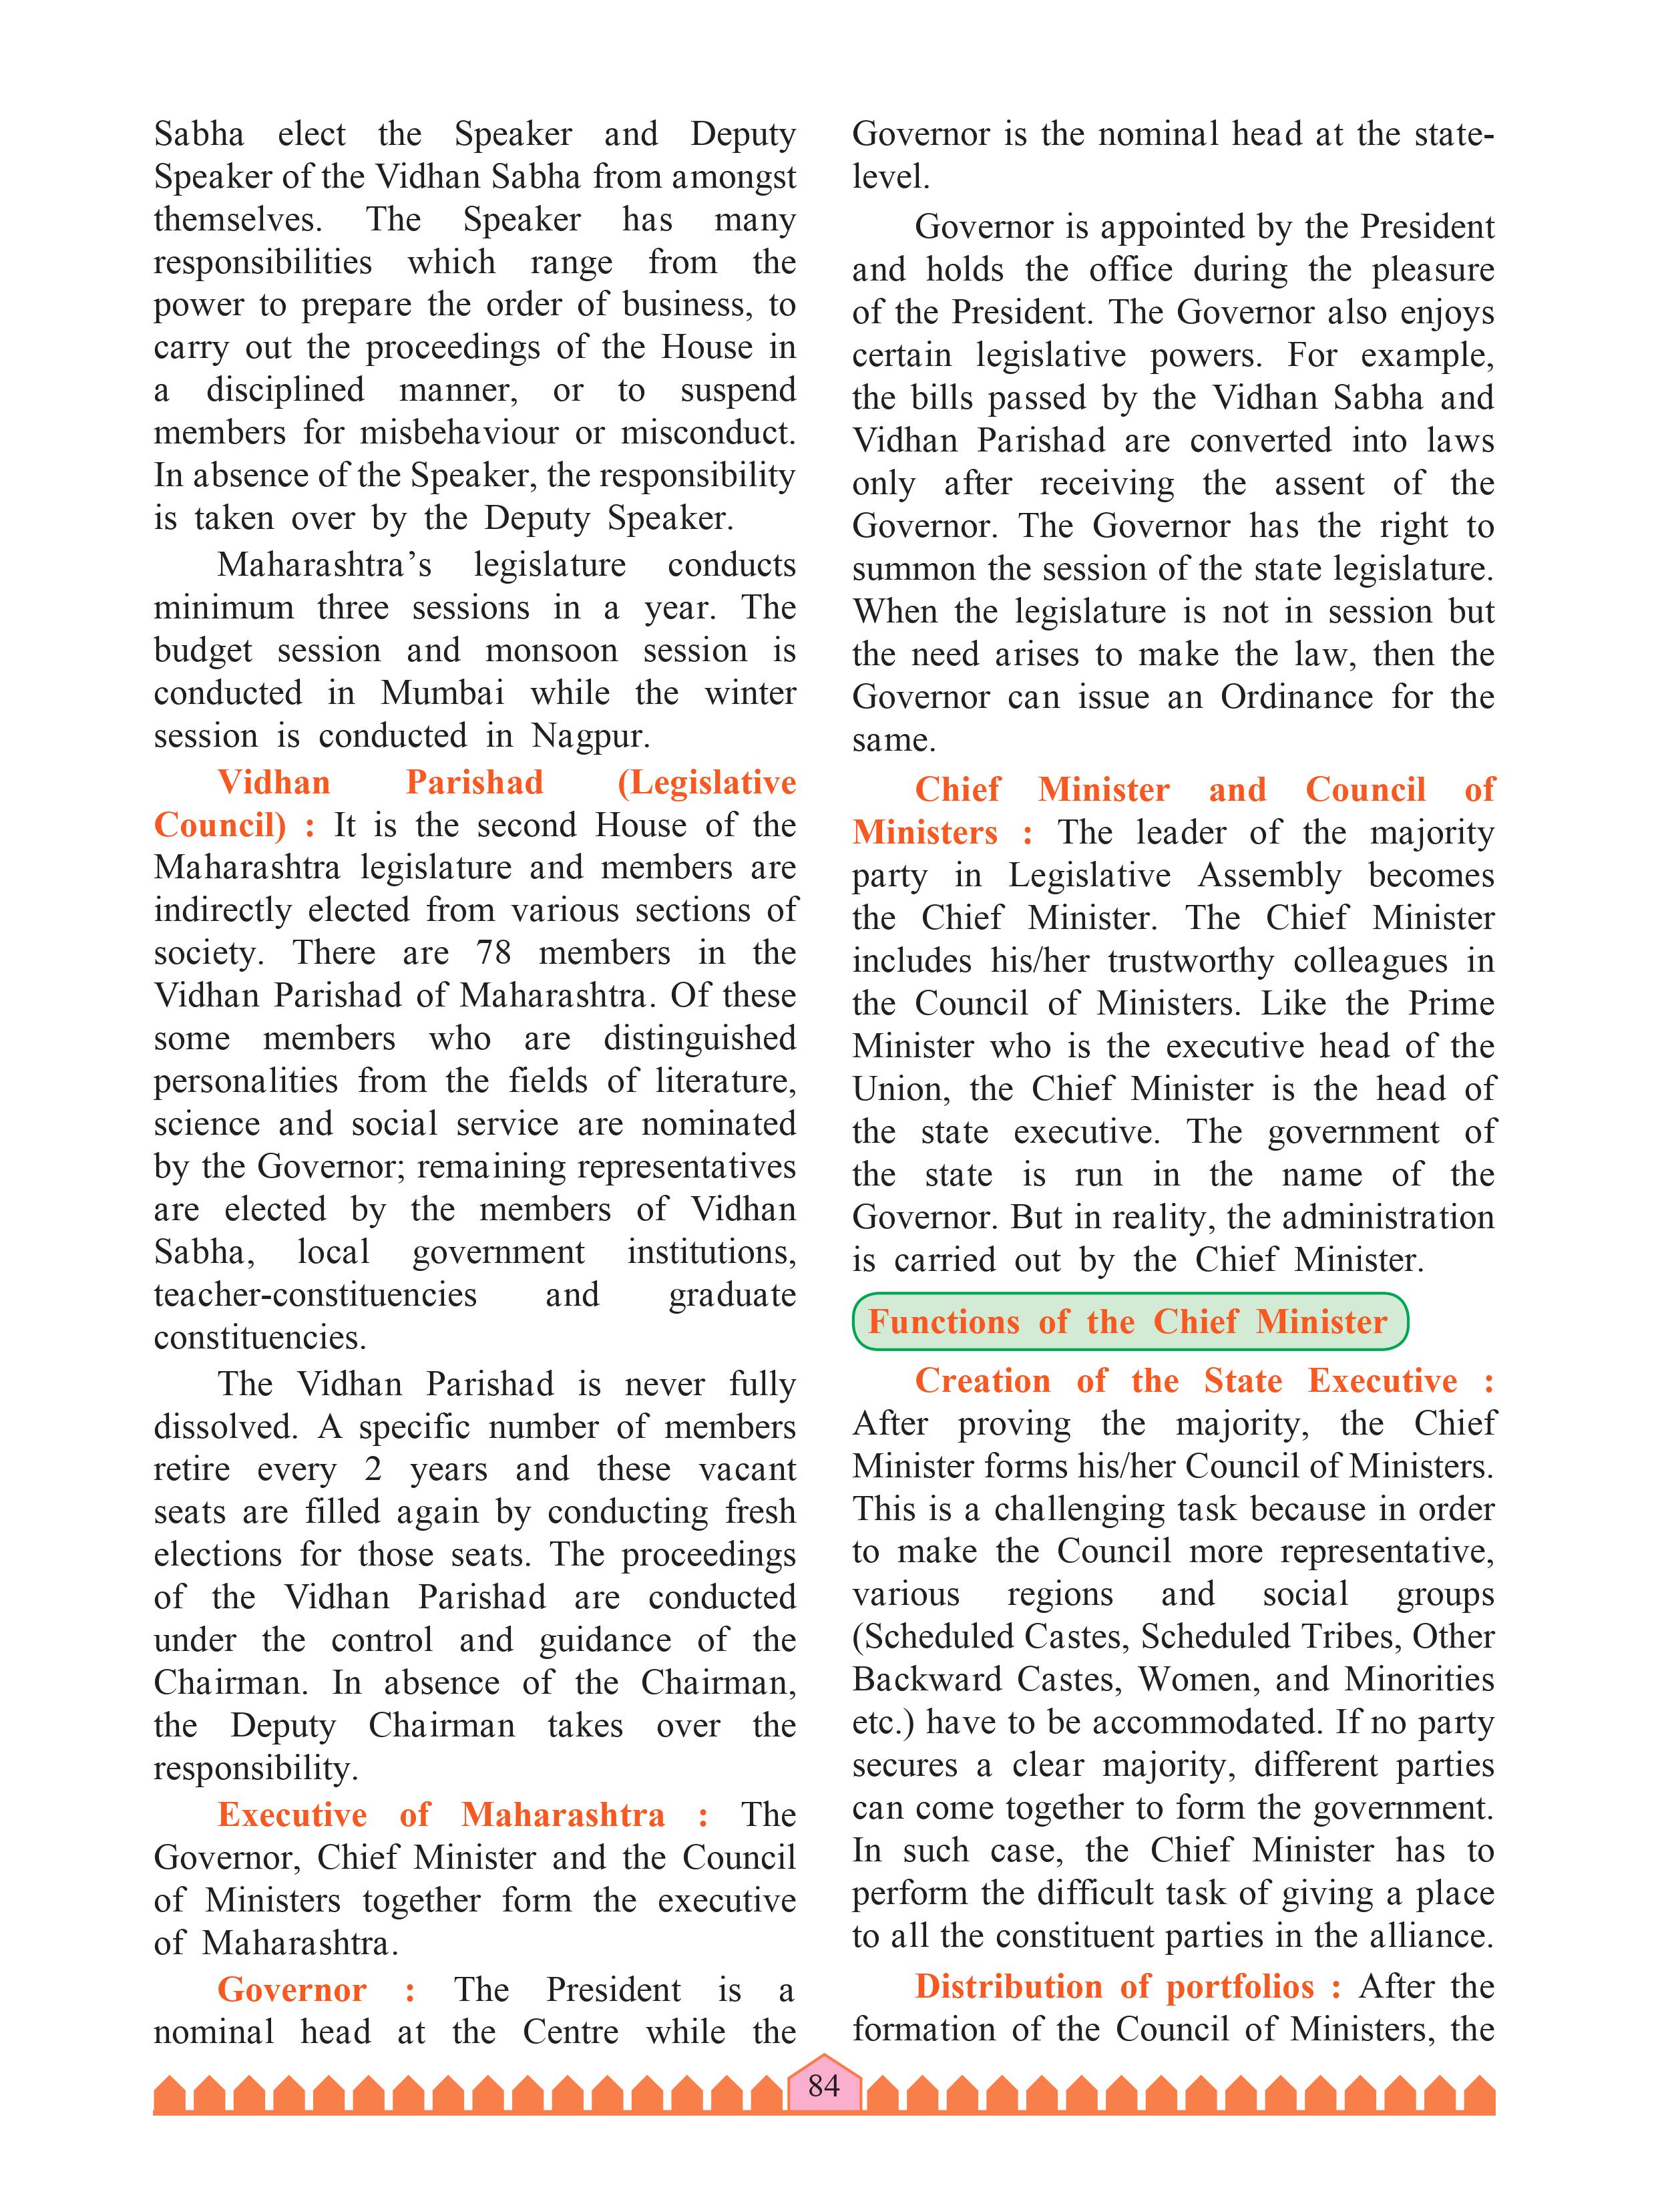 Sabha elect the Speaker and Deputy
Speaker of the Vidhan Sabha from amongst
themselves. The Speaker has many
responsibilities which range from the
power to prepare the order of business, to
carry out the proceedings of the House in
a disciplined manner, or to suspend
members for misbehaviour or misconduct.
In absence of the Speaker, the responsibility
is taken over by the Deputy Speaker.
Maharashtra’s legislature conducts
minimum three sessions in a year. The
budget session and monsoon session is
conducted in Mumbai while the winter
session is conducted in Nagpur.
Vidhan Parishad (Legislative
Council) : It is the second House of the
Maharashtra legislature and members are
indirectly elected from various sections of
society. There are 78 members in the
Vidhan Parishad of Maharashtra. Of these
some members who are distinguished
personalities from the fields of literature,
science and social service are nominated
by the Governor; remaining representatives
are elected by the members of Vidhan
Sabha, local government institutions,
teacher-constituencies and graduate
constituencies.
The Vidhan Parishad is never fully
dissolved. A specific number of members
retire every 2 years and these vacant
seats are filled again by conducting fresh
elections for those seats. The proceedings
of the Vidhan Parishad are conducted
under the control and guidance of the
Chairman. In absence of the Chairman,
the Deputy Chairman takes over the
responsibility.
Executive of Maharashtra : The
Governor, Chief Minister and the Council
of Ministers together form the executive
of Maharashtra.
Governor : The President is a
nominal head at the Centre while the
Governor is the nominal head at the state-
level.
Governor is appointed by the President
and holds the office during the pleasure
of the President. The Governor also enjoys
certain legislative powers. For example,
the bills passed by the Vidhan Sabha and
Vidhan Parishad are converted into laws
only after receiving the assent of the
Governor. The Governor has the right to
summon the session of the state legislature.
When the legislature is not in session but
the need arises to make the law, then the
Governor can issue an Ordinance for the
same.
Chief Minister and Council of
Ministers : The leader of the majority
party in Legislative Assembly becomes
the Chief Minister. The Chief Minister
includes his/her trustworthy colleagues in
the Council of Ministers. Like the Prime
Minister who is the executive head of the
Union, the Chief Minister is the head of
the state executive. The government of
the state is run in the name of the
Governor. But in reality, the administration
is carried out by the Chief Minister.
Functions of the Chief Minister
Creation of the State Executive :
After proving the majority, the Chief
Minister forms his/her Council of Ministers.
This is a challenging task because in order
to make the Council more representative,
various regions and social groups
(Scheduled Castes, Scheduled Tribes, Other
Backward Castes, Women, and Minorities
etc.) have to be accommodated. If no party
secures a clear majority, different parties
can come together to form the government.
In such case, the Chief Minister has to
perform the difficult task of giving a place
to all the constituent parties in the alliance.
Distribution of portfolios : After the
formation of the Council of Ministers, the
84